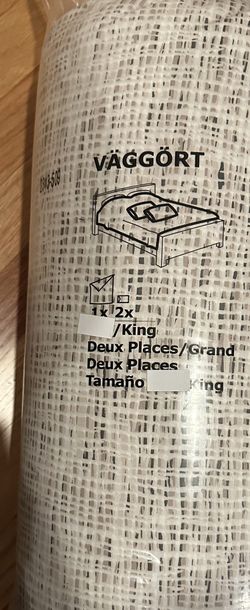 VÄGGÖRT
1x 2x
/King
Deux Places/Grand
Deux Places
Tamaño King